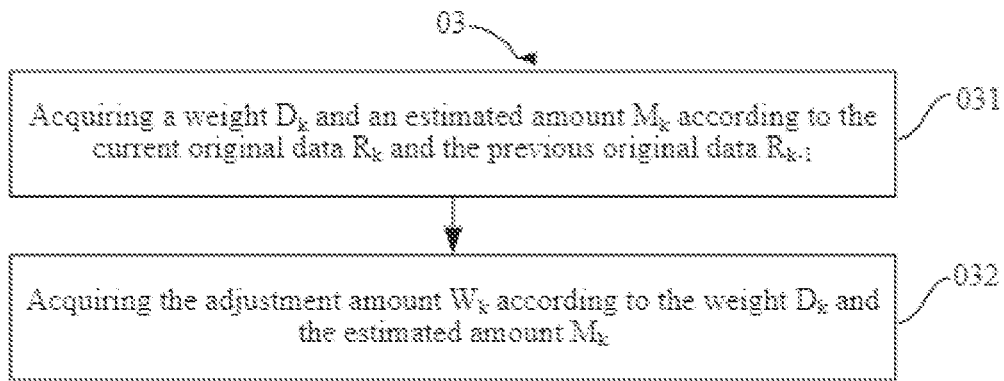 03
Acquiring a weight Dₖ and an estimated amount Mₖ according to the
current original data Rₖ and the previous original data Rₖ₋₁
031
Acquiring the adjustment amount Wₖ according to the weight Dₖ and
the estimated amount Mₖ
032